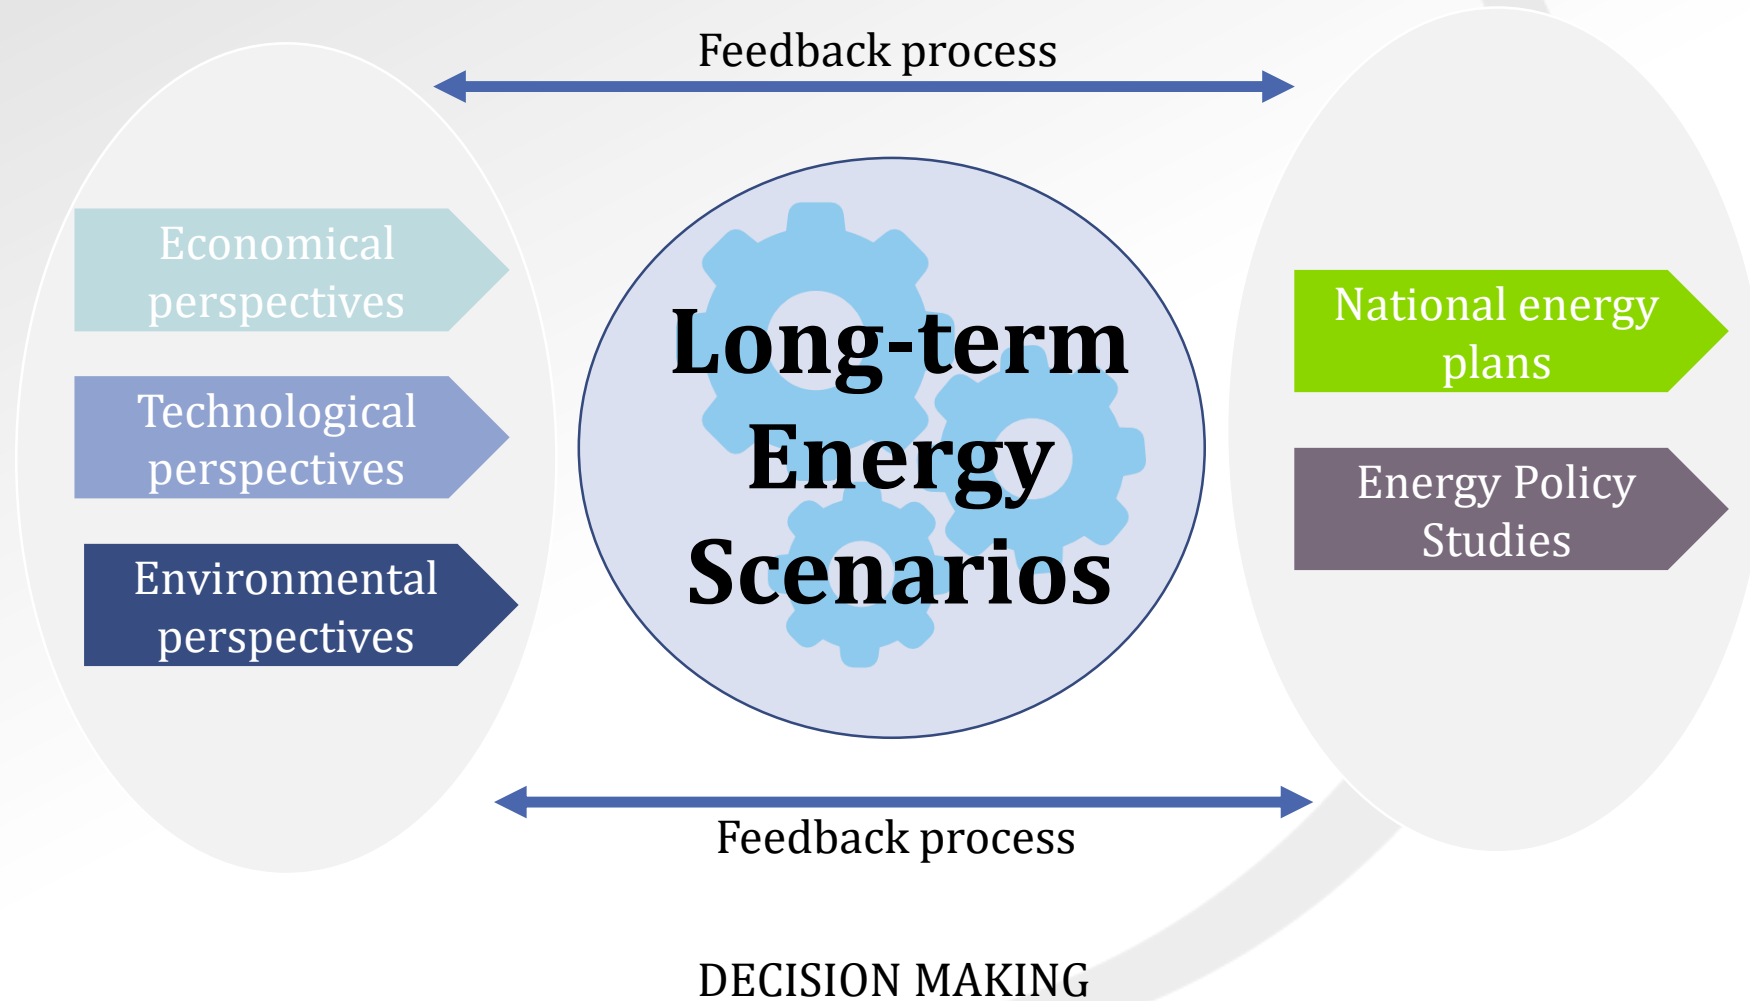 Feedback process
Economical
perspectives
Technological
perspectives
Environmental
perspectives
Long-term
Energy
Scenarios
National energy
plans
Energy Policy
Studies
Feedback process
DECISION MAKING